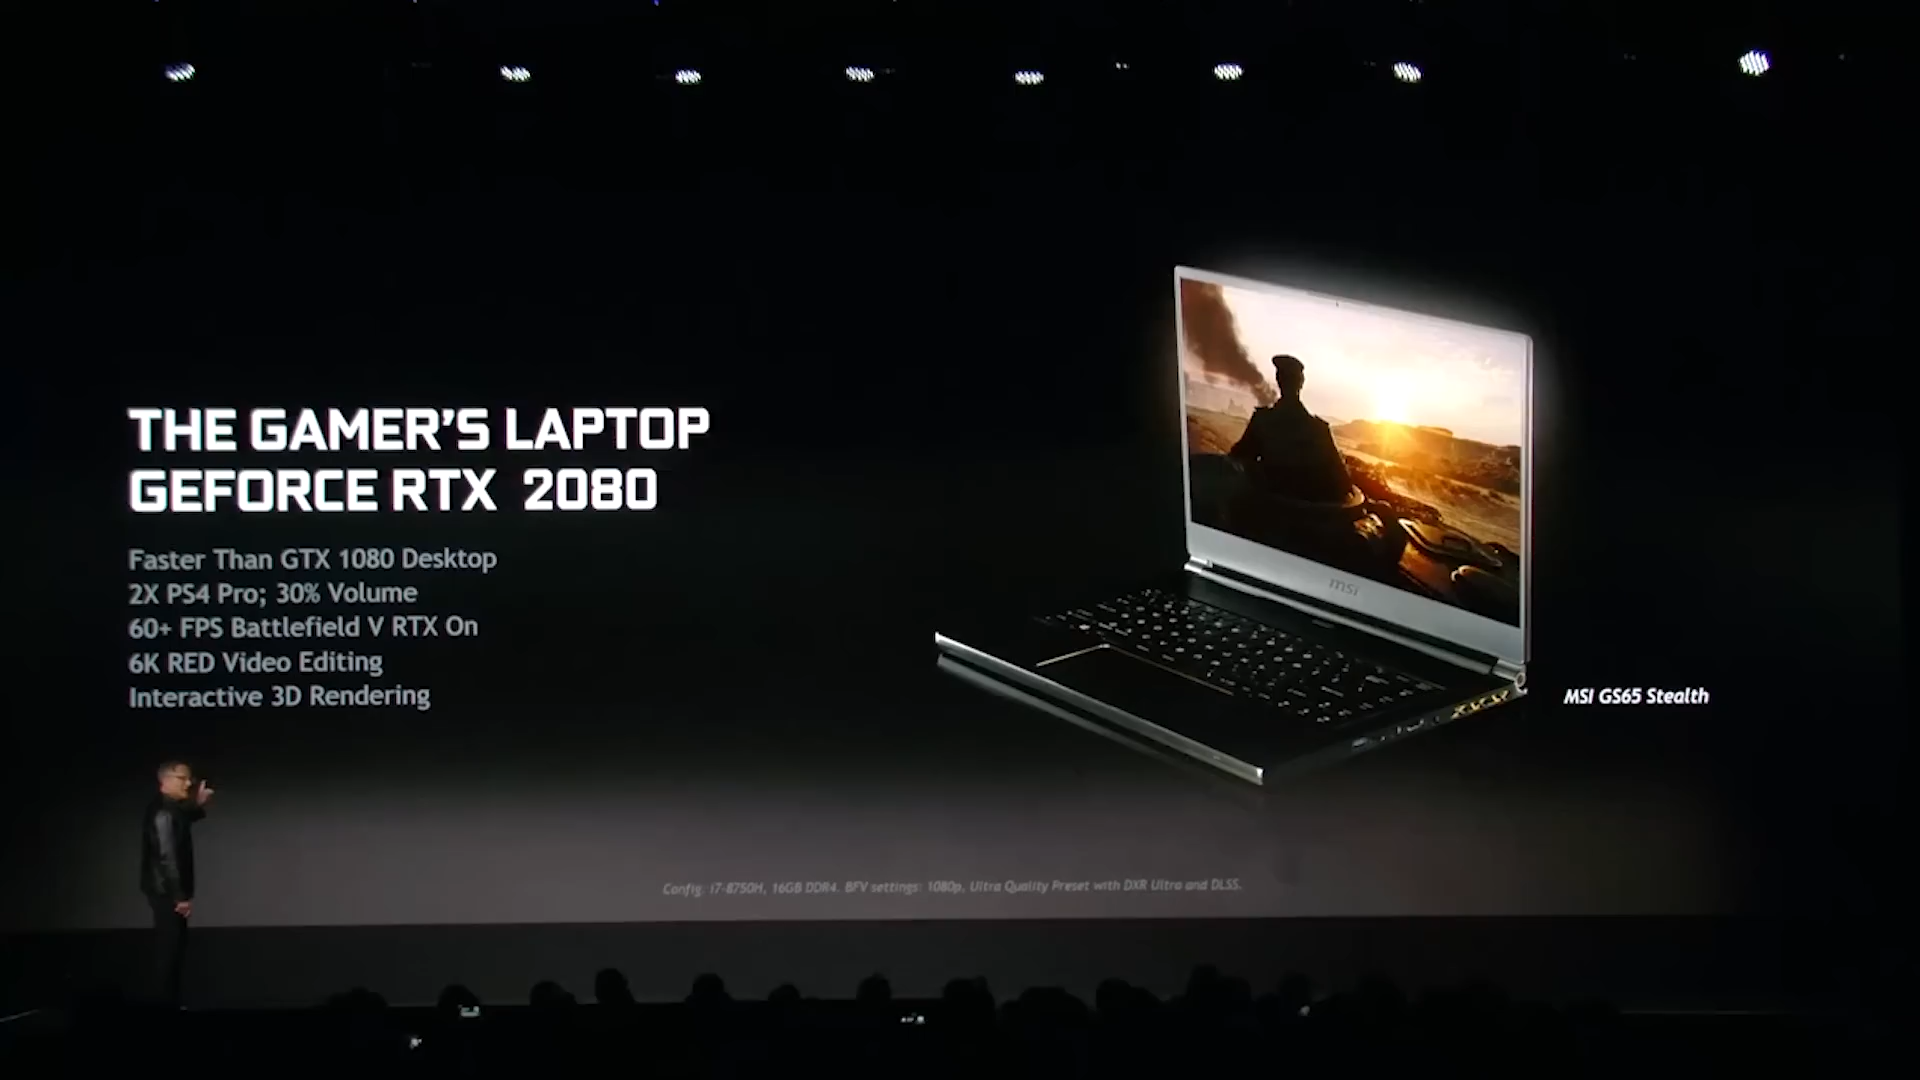 THE GAMER'S LAPTOP
GEFORCE RTX 2080
Faster Than GTX 1080 Desktop
2X PS4 Pro; 30% Volume
60+ FPS Battlefield V RTX On
6K RED Video Editing
Interactive 3D Rendering
msi
MSI GS65 Stealth
Config: i7-8750H, 16GB DDR4. BFV settings: 1080p, Ultra Quality Preset with DXR Ultra and DLSS.